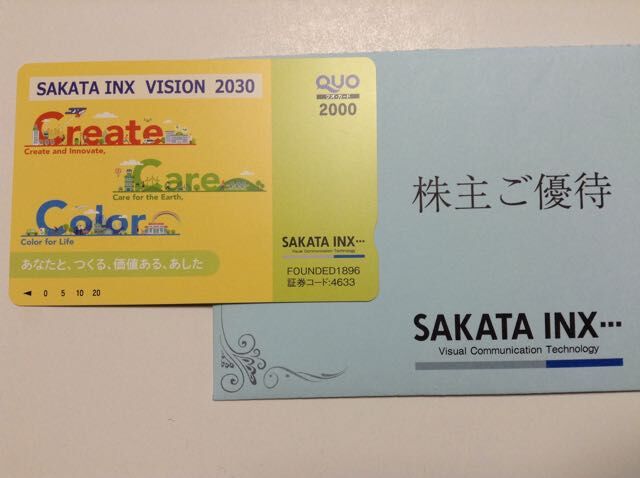 SAKATA INX VISION 2030
Create
Create and Innovate,
Care
Care for the Earth,
Color
Color for Life
あなたと、つくる、価値ある、あした
◀ 0 5 10 20
QUO
クオ・カード
2000
SAKATA INX…
Visual Communication Technology
FOUNDED1896
証券コード:4633
株主ご優待
SAKATA INX…
Visual Communication Technology